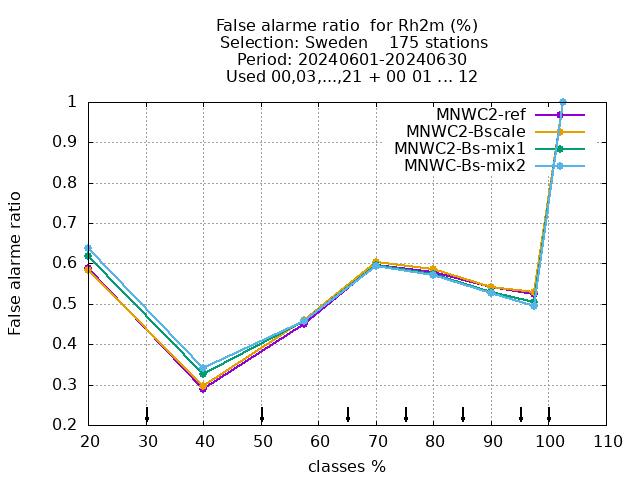 False alarme ratio  for Rh2m (%)
Selection: Sweden    175 stations
Period: 20240601-20240630
Used 00,03,...,21 + 00 01 ... 12
MNWC2-ref
MNWC2-Bscale
MNWC2-Bs-mix1
MNWC-Bs-mix2
False alarme ratio
1
0.9
0.8
0.7
0.6
0.5
0.4
0.3
0.2
20 30 40 50 60 70 80 90 100 110
classes %